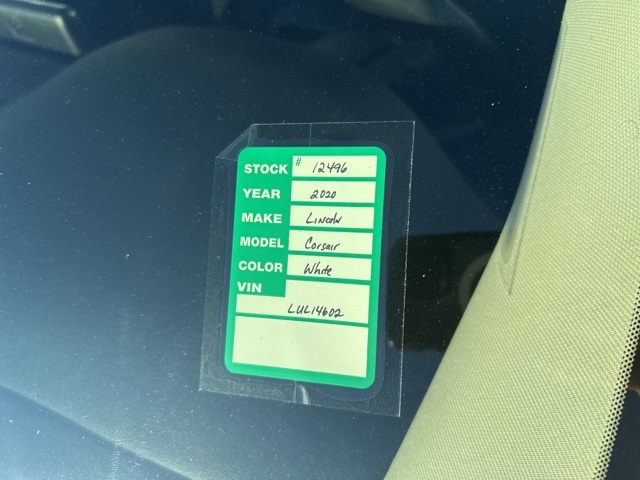 STOCK # 12496
YEAR 2020
MAKE Lincoln
MODEL Corsair
COLOR White
VIN
LUL14602